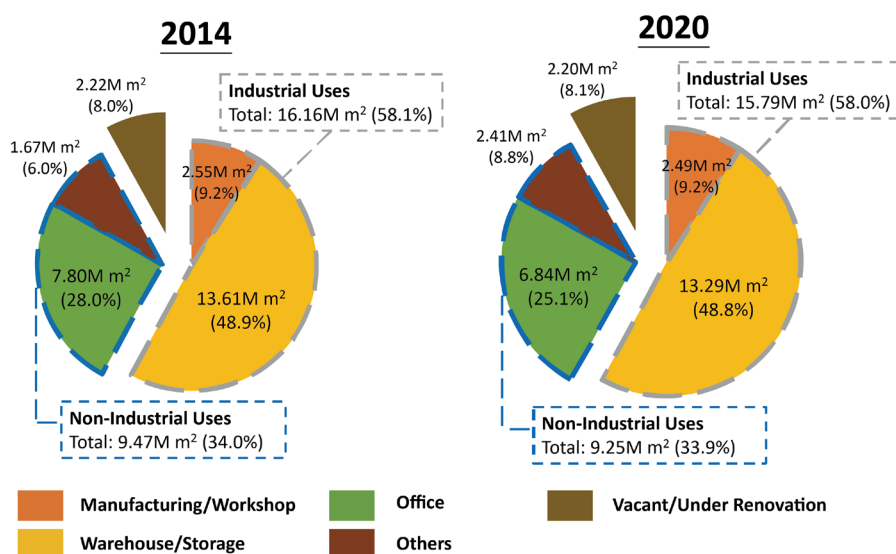 2014
2.22M m²
(8.0%)
Industrial Uses
Total: 16.16M m² (58.1%)
1.67M m²
(6.0%)
2.55M m²
(9.2%)
7.80M m²
(28.0%)
13.61M m²
(48.9%)
Non-Industrial Uses
Total: 9.47M m² (34.0%)
2020
2.20M m²
(8.1%)
Industrial Uses
Total: 15.79M m² (58.0%)
2.41M m²
(8.8%)
2.49M m²
(9.2%)
6.84M m²
(25.1%)
13.29M m²
(48.8%)
Non-Industrial Uses
Total: 9.25M m² (33.9%)
Manufacturing/Workshop
Office
Vacant/Under Renovation
Warehouse/Storage
Others